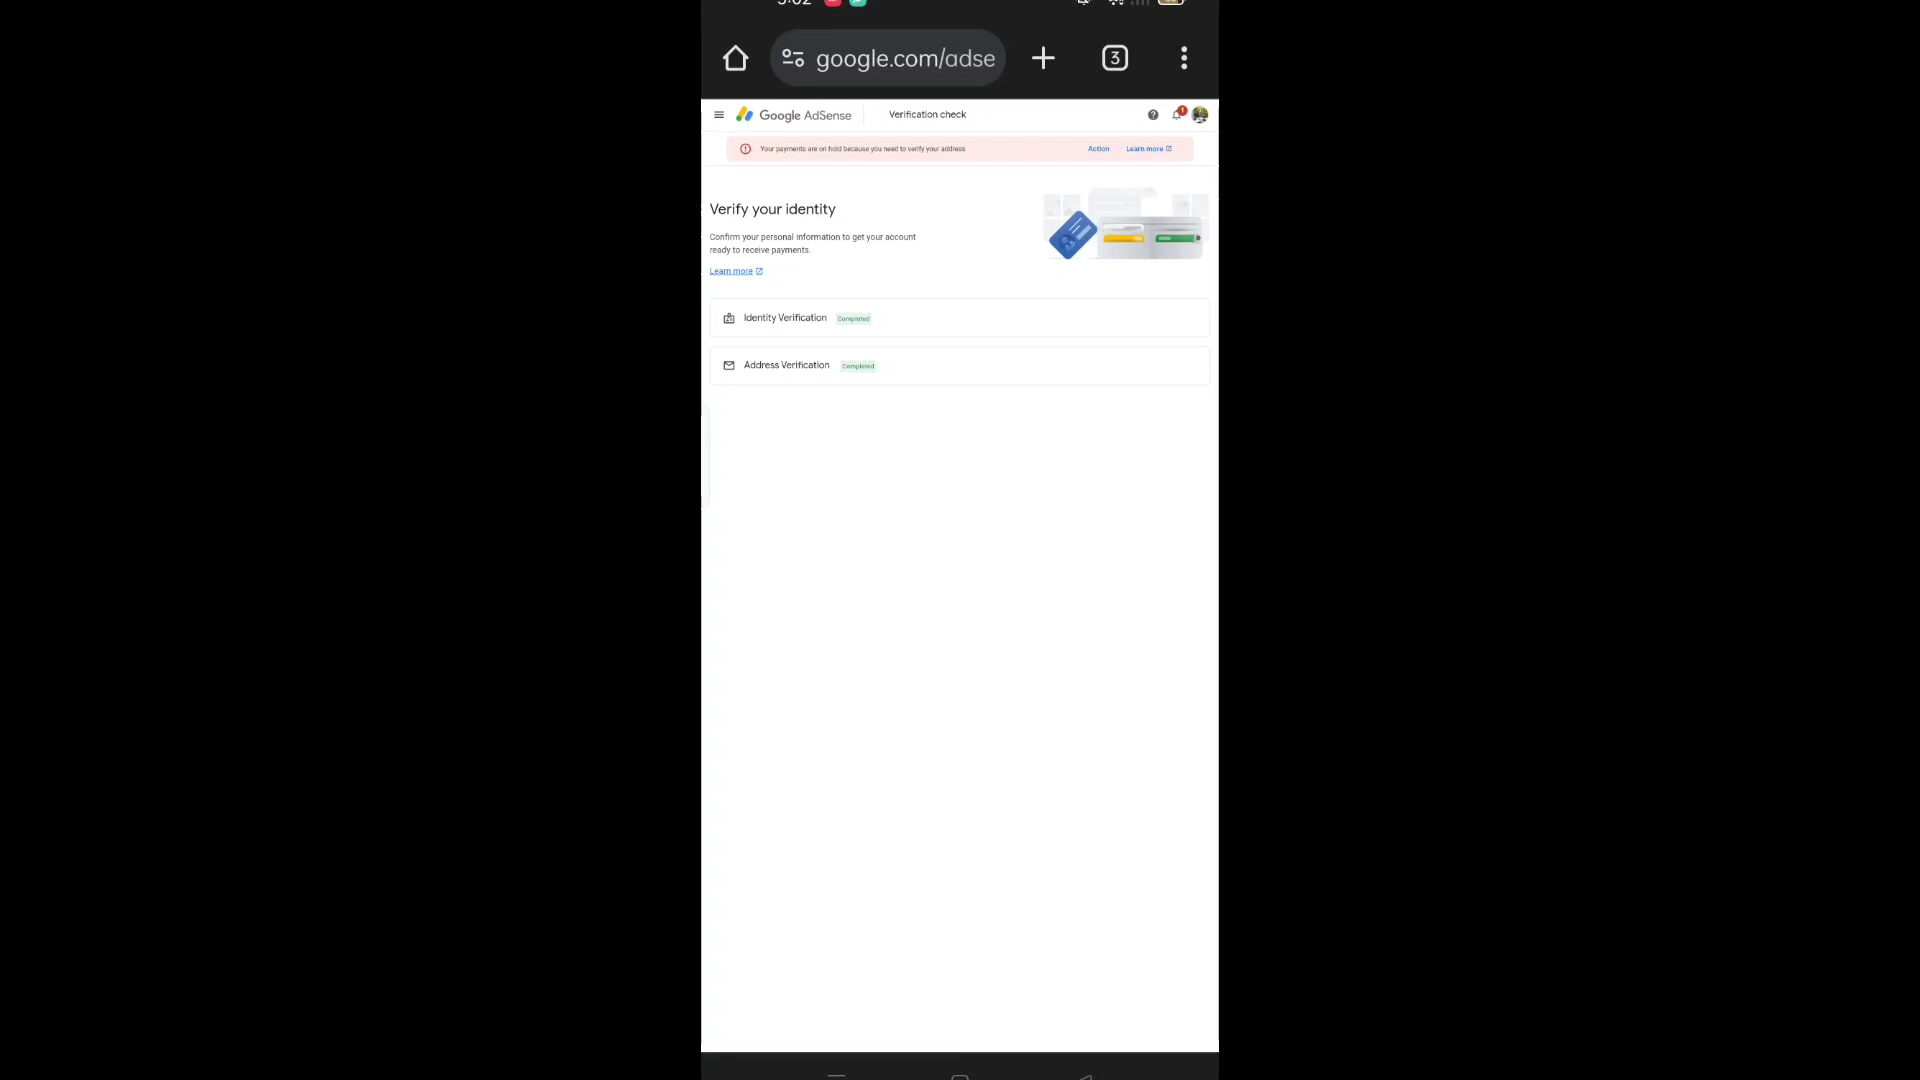 google.com/adse
3
Google AdSense
Verification check
1
Your payments are on hold because you need to verify your address
Action
Learn more
Verify your identity
Confirm your personal information to get your account
ready to receive payments.
Learn more
Identity Verification
Completed
Address Verification
Completed